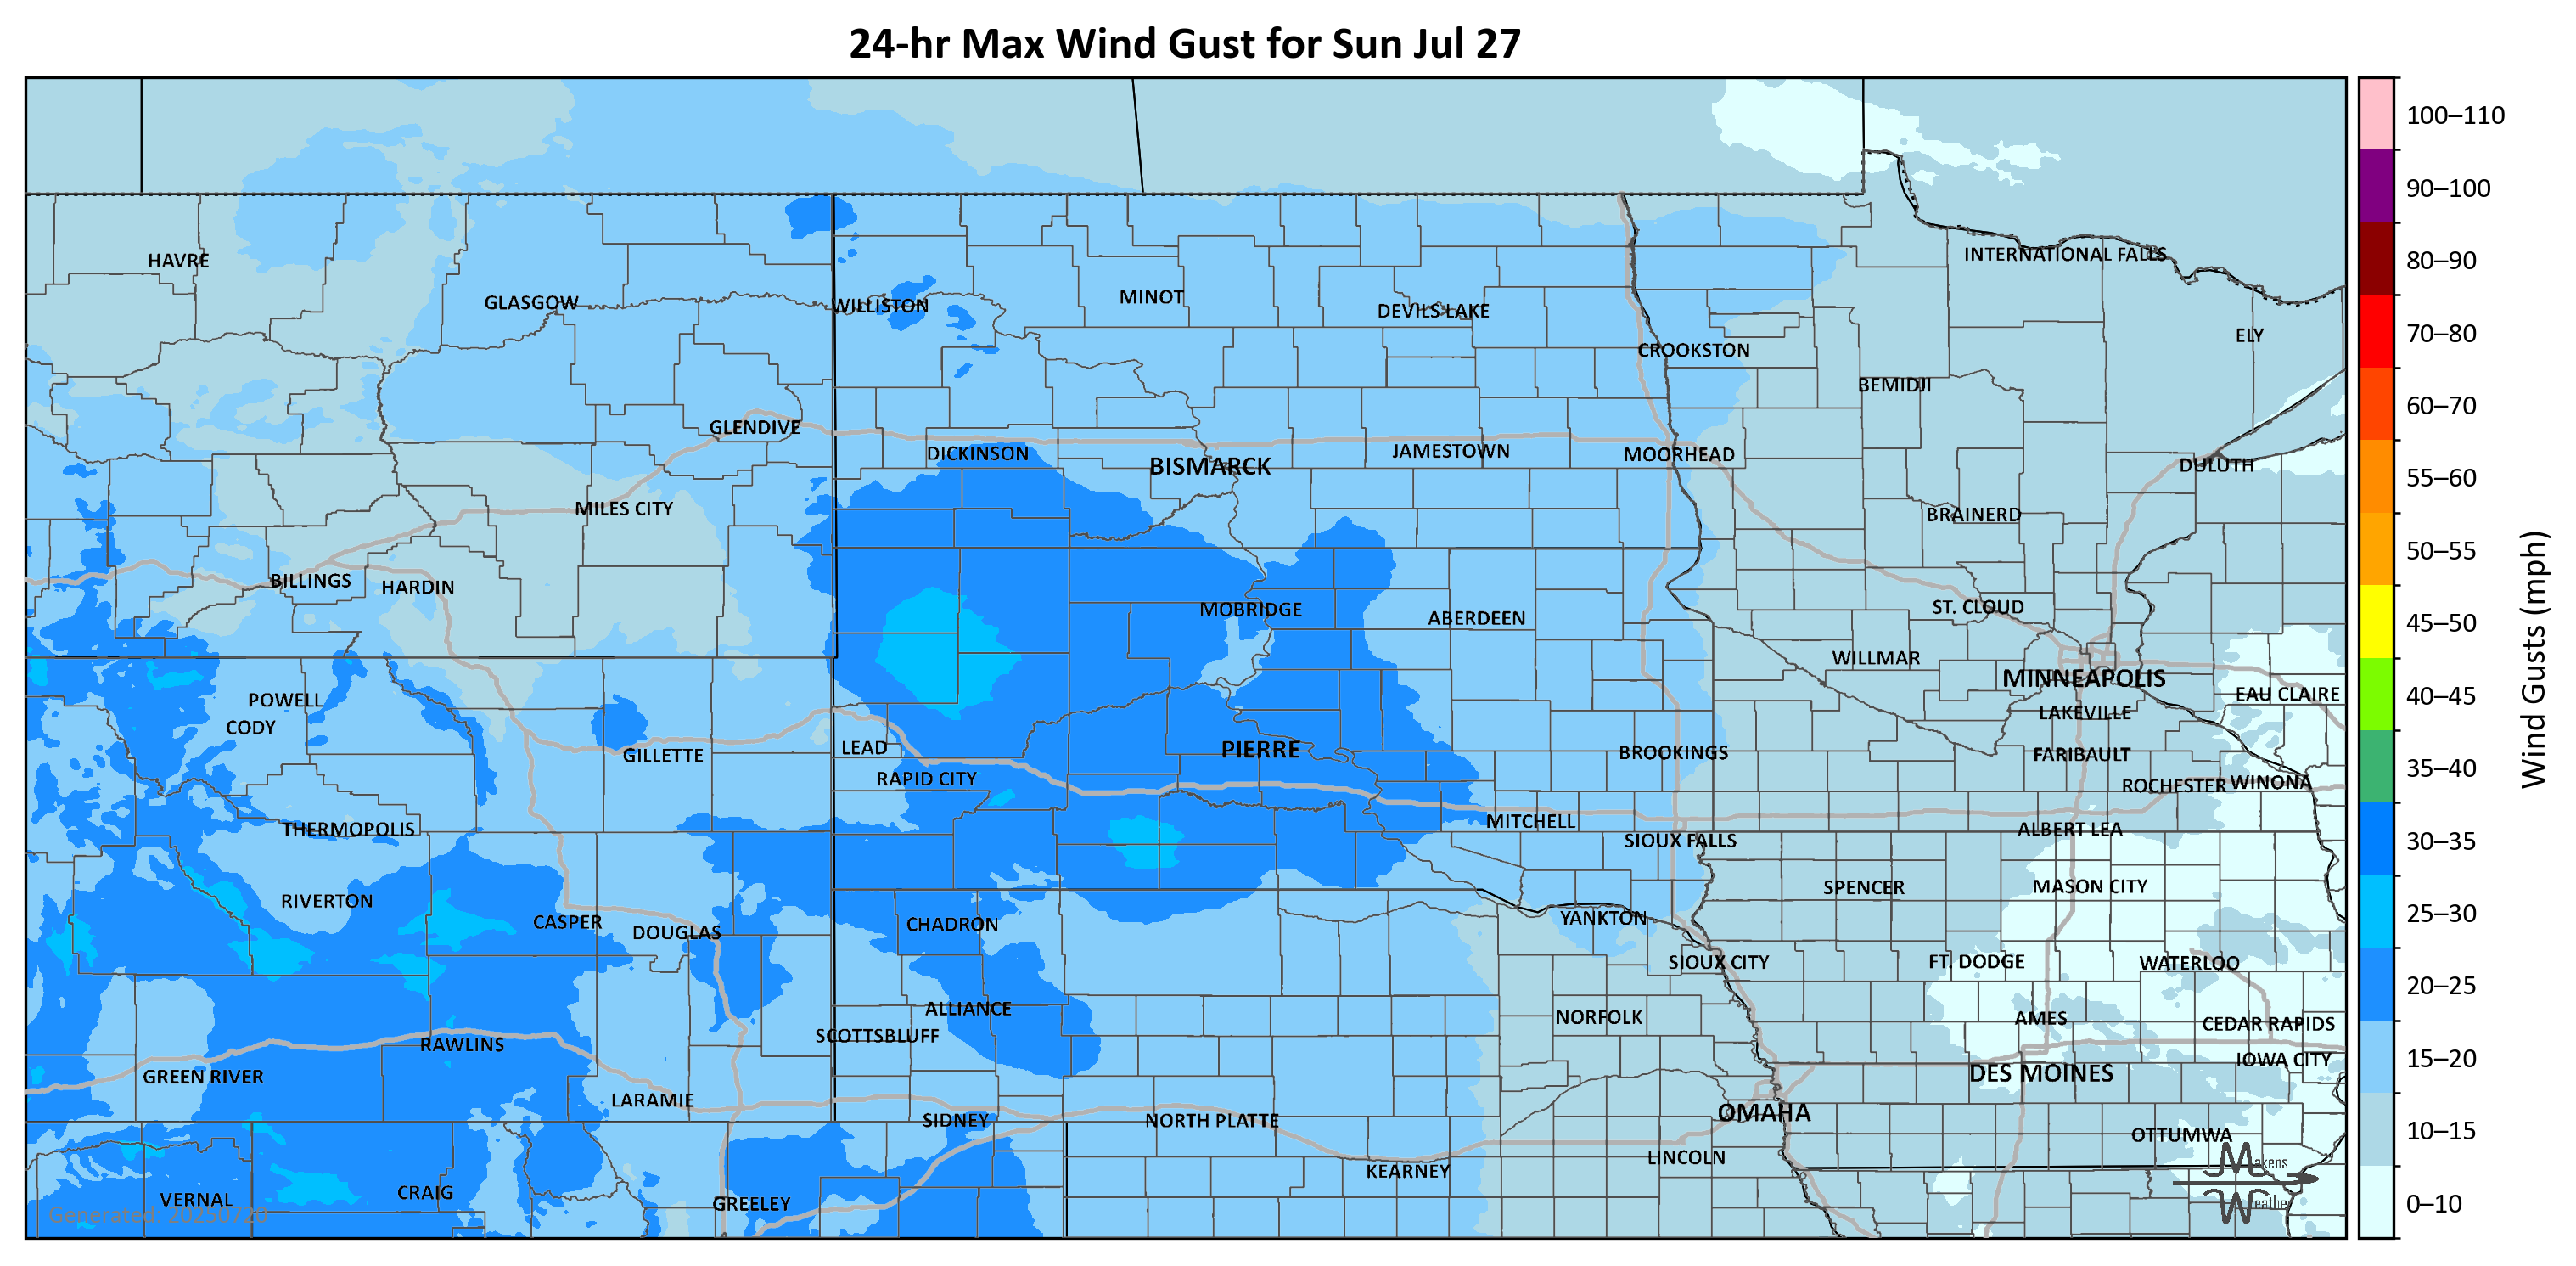 24-hr Max Wind Gust for Sun Jul 27
100–110
90–100
80–90
70–80
60–70
55–60
50–55
45–50
40–45
35–40
30–35
25–30
20–25
15–20
10–15
0–10
Wind Gusts (mph)
HAVRE
INTERNATIONAL FALLS
GLASGOW
WILLISTON
MINOT
DEVILS LAKE
ELY
CROOKSTON
BEMIDJI
GLENDIVE
DICKINSON
BISMARCK
JAMESTOWN
MOORHEAD
DULUTH
MILES CITY
BRAINERD
BILLINGS
HARDIN
MOBRIDGE
ABERDEEN
ST. CLOUD
WILLMAR
MINNEAPOLIS
POWELL
EAU CLAIRE
CODY
LAKEVILLE
GILLETTE
LEAD
PIERRE
BROOKINGS
FARIBAULT
RAPID CITY
ROCHESTER
WINONA
THERMOPOLIS
MITCHELL
ALBERT LEA
SIOUX FALLS
RIVERTON
SPENCER
MASON CITY
CASPER
DOUGLAS
CHADRON
YANKTON
SIOUX CITY
FT. DODGE
WATERLOO
ALLIANCE
NORFOLK
AMES
CEDAR RAPIDS
SCOTTSBLUFF
RAWLINS
IOWA CITY
GREEN RIVER
DES MOINES
LARAMIE
SIDNEY
NORTH PLATTE
OMAHA
OTTUMWA
KEARNEY
LINCOLN
VERNAL
CRAIG
GREELEY
Makens
Weather
Generated: 20250720